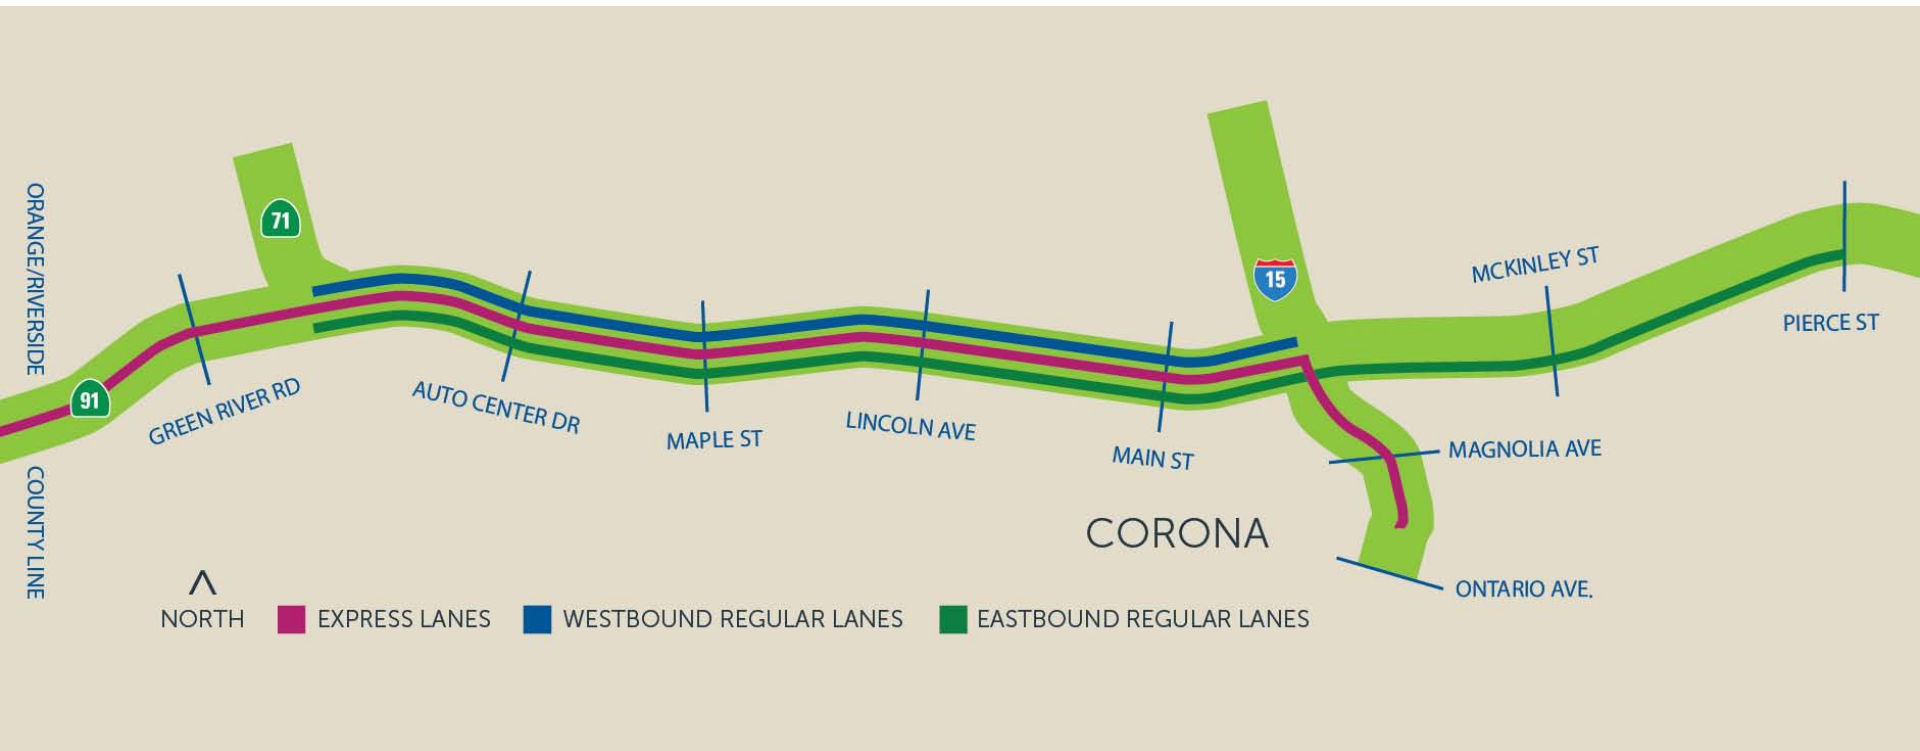 ORANGE/RIVERSIDE
COUNTY LINE
91
71
GREEN RIVER RD
AUTO CENTER DR
MAPLE ST
LINCOLN AVE
MAIN ST
15
MCKINLEY ST
PIERCE ST
MAGNOLIA AVE
CORONA
ONTARIO AVE.
NORTH
EXPRESS LANES
WESTBOUND REGULAR LANES
EASTBOUND REGULAR LANES